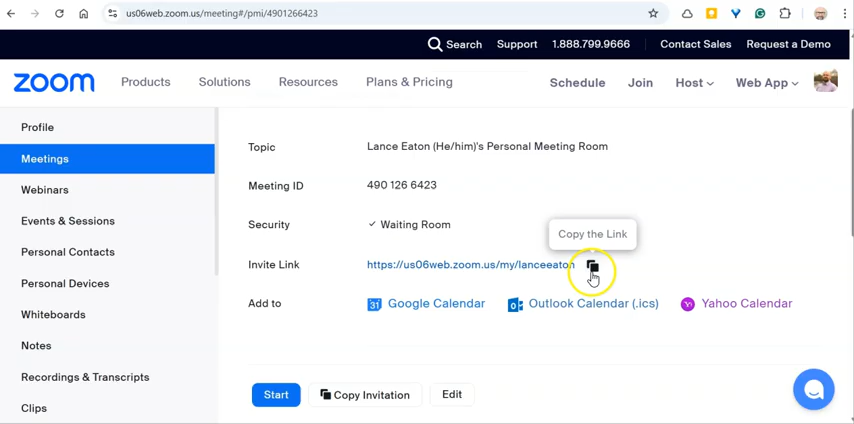 us06web.zoom.us/meeting#/pmi/4901266423
Search Support 1.888.799.9666 Contact Sales Request a Demo
zoom Products Solutions Resources Plans & Pricing Schedule Join Host Web App
Profile
Meetings
Webinars
Events & Sessions
Personal Contacts
Personal Devices
Whiteboards
Notes
Recordings & Transcripts
Clips
Topic Lance Eaton (He/him)'s Personal Meeting Room
Meeting ID 490 126 6423
Security ✓ Waiting Room
Copy the Link
Invite Link https://us06web.zoom.us/my/lanceeaton
Add to 31 Google Calendar Outlook Calendar (.ics) Yahoo Calendar
Start Copy Invitation Edit